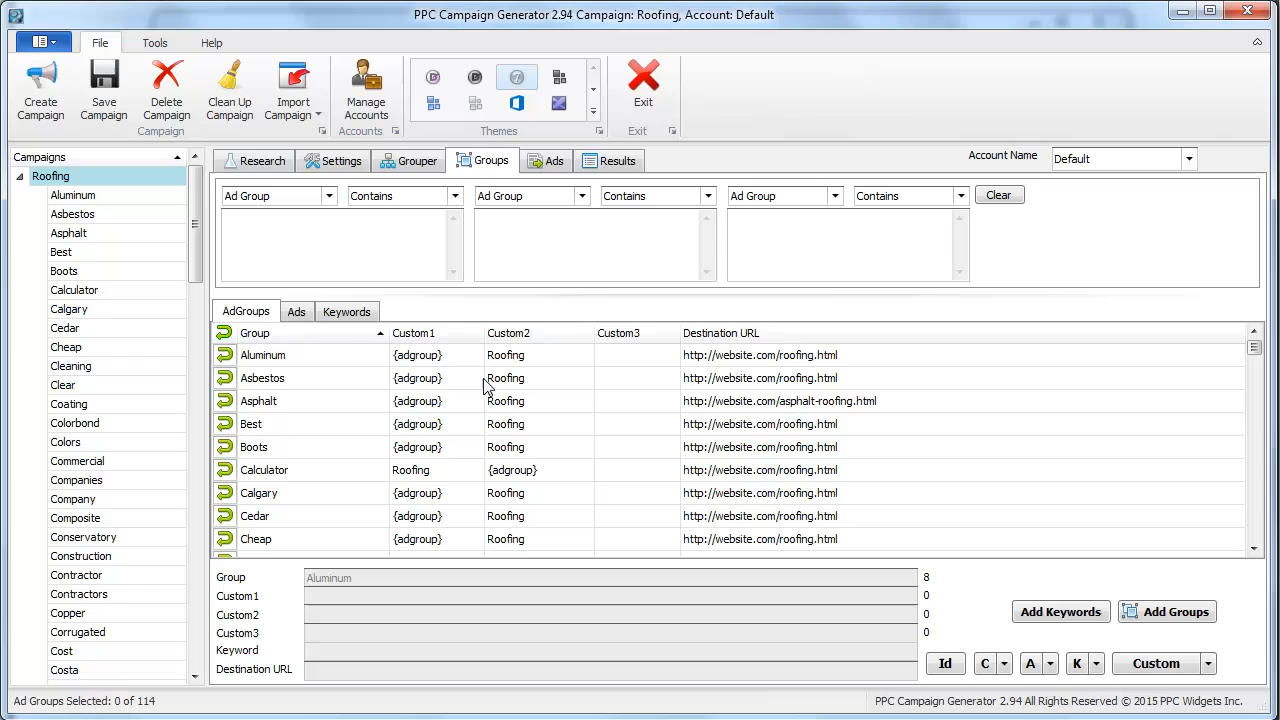 PPC Campaign Generator 2.94 Campaign: Roofing, Account: Default
File Tools Help
Create Campaign
Save Campaign
Delete Campaign
Clean Up Campaign
Import Campaign
Manage Accounts
Exit
Campaign Accounts Themes Exit
Campaigns
Roofing
Aluminum
Asbestos
Asphalt
Best
Boots
Calculator
Calgary
Cedar
Cheap
Cleaning
Clear
Coating
Colorbond
Colors
Commercial
Companies
Company
Composite
Conservatory
Construction
Contractor
Contractors
Copper
Corrugated
Cost
Costa
Research Settings Grouper Groups Ads Results
Account Name Default
Ad Group Contains Ad Group Contains Ad Group Contains Clear
AdGroups Ads Keywords
Group Custom1 Custom2 Custom3 Destination URL
Aluminum {adgroup} Roofing http://website.com/roofing.html
Asbestos {adgroup} Roofing http://website.com/roofing.html
Asphalt {adgroup} Roofing http://website.com/asphalt-roofing.html
Best {adgroup} Roofing http://website.com/roofing.html
Boots {adgroup} Roofing http://website.com/roofing.html
Calculator Roofing {adgroup} http://website.com/roofing.html
Calgary {adgroup} Roofing http://website.com/roofing.html
Cedar {adgroup} Roofing http://website.com/roofing.html
Cheap {adgroup} Roofing http://website.com/roofing.html
Group Aluminum 8
Custom1 0
Custom2 0
Custom3 0
Keyword
Destination URL
Add Keywords Add Groups
Id C A K Custom
Ad Groups Selected: 0 of 114
PPC Campaign Generator 2.94 All Rights Reserved © 2015 PPC Widgets Inc.